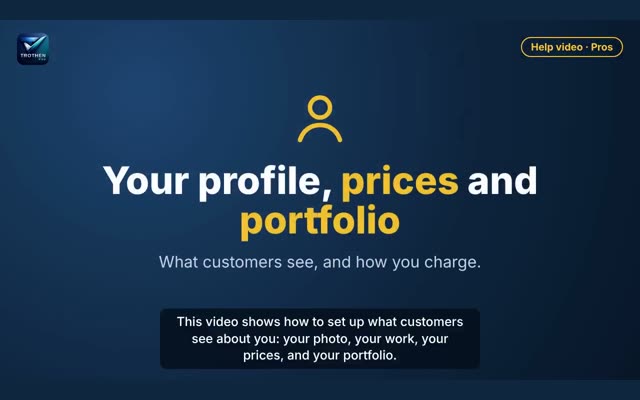 TROTHEN
Help video · Pros
Your profile, prices and
portfolio
What customers see, and how you charge.
This video shows how to set up what customers
see about you: your photo, your work, your
prices, and your portfolio.